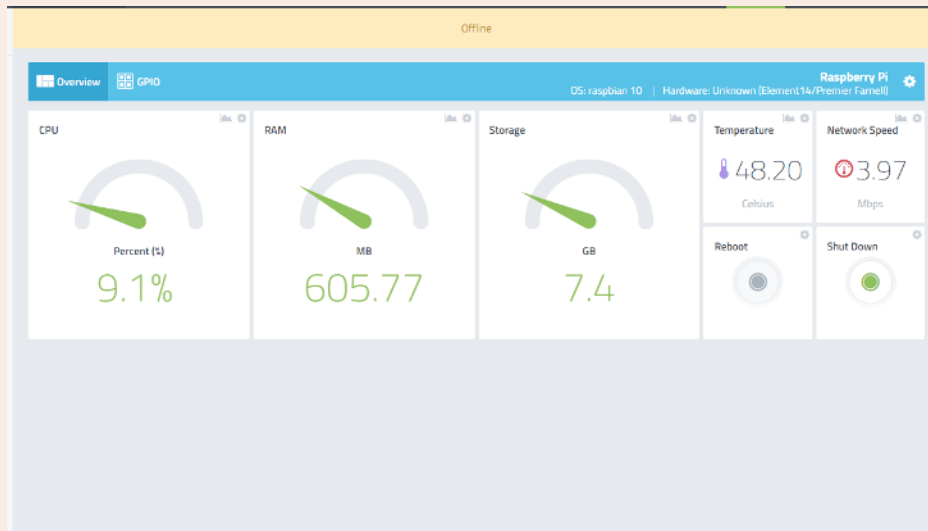 Offline
Overview GPIO
Raspberry Pi
OS: raspbian 10 | Hardware: Unknown (Element14/Premier Farnell)
CPU
Percent (%)
9.1%
RAM
MB
605.77
Storage
GB
7.4
Temperature
48.20
Celsius
Network Speed
3.97
Mbps
Reboot
Shut Down